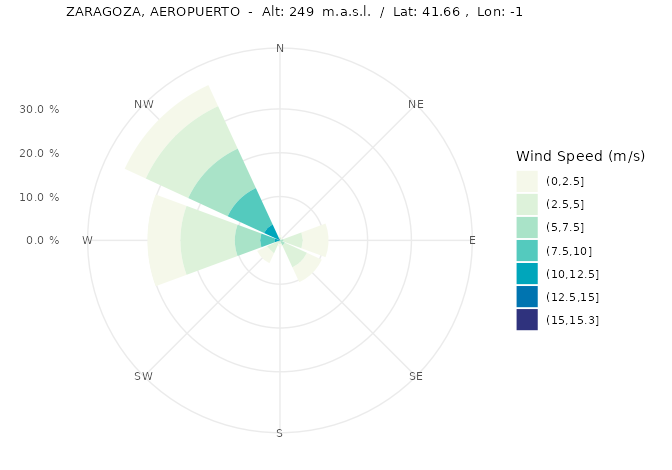 ZARAGOZA, AEROPUERTO - Alt: 249 m.a.s.l. / Lat: 41.66 , Lon: -1
N
NW
NE
30.0 %
20.0 %
10.0 %
0.0 %
W
E
SW
SE
S
Wind Speed (m/s)
(0,2.5]
(2.5,5]
(5,7.5]
(7.5,10]
(10,12.5]
(12.5,15]
(15,15.3]